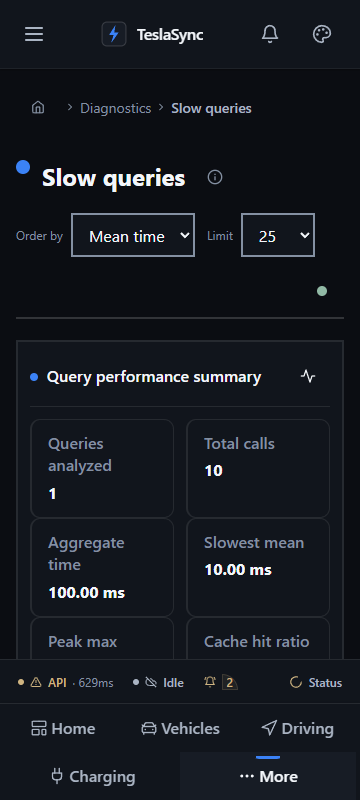 TeslaSync
Diagnostics Slow queries
Slow queries
Order by Mean time Limit 25
Query performance summary
Queries analyzed
1
Total calls
10
Aggregate time
100.00 ms
Slowest mean
10.00 ms
Peak max
Cache hit ratio
API · 629ms Idle 2 Status
Home Vehicles Driving
Charging More